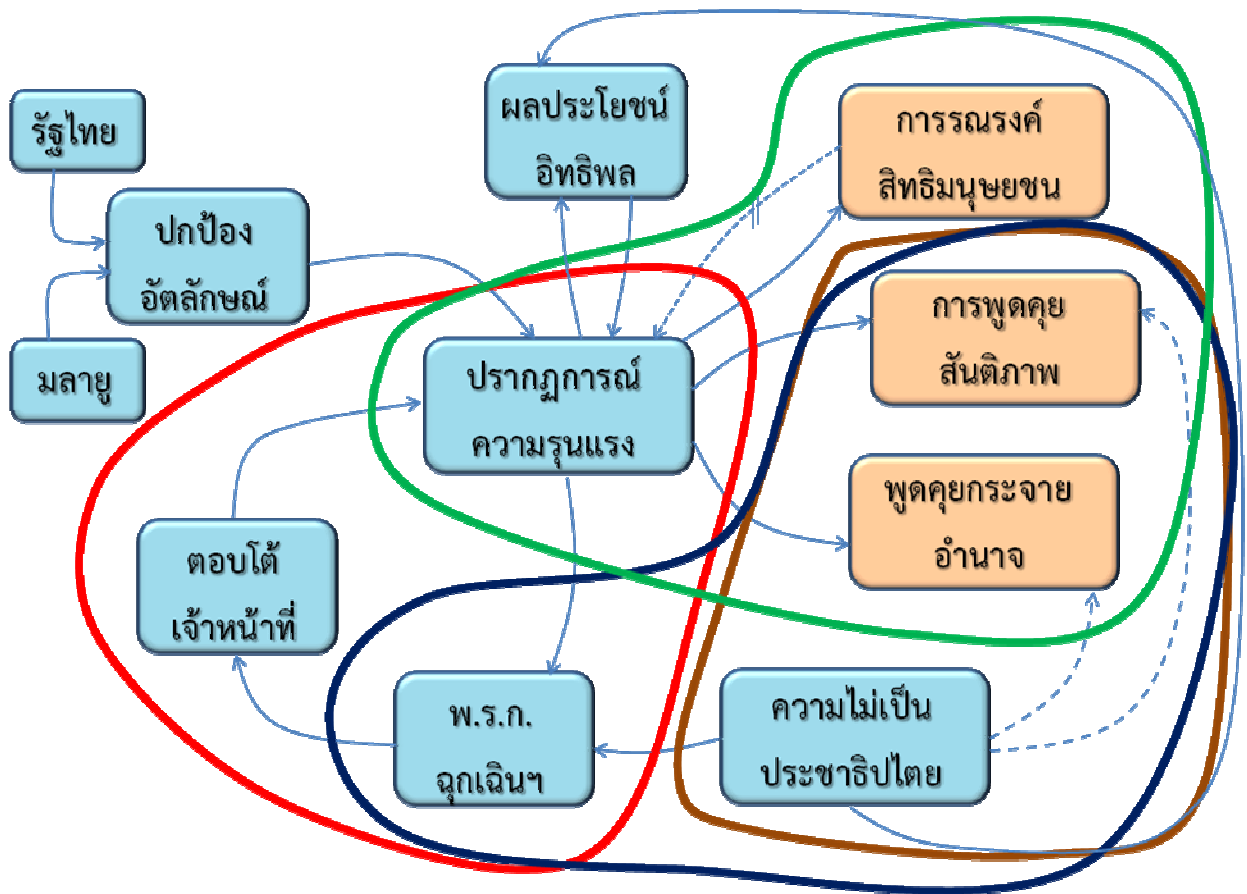 รัฐไทย
ปกป้อง
อัตลักษณ์
มลายู
ผลประโยชน์
อิทธิพล
การรณรงค์
สิทธิมนุษยชน
ปรากฏการณ์
ความรุนแรง
การพูดคุย
สันติภาพ
พูดคุยกระจาย
อำนาจ
ตอบโต้
เจ้าหน้าที่
พ.ร.ก.
ฉุกเฉินฯ
ความไม่เป็น
ประชาธิปไตย